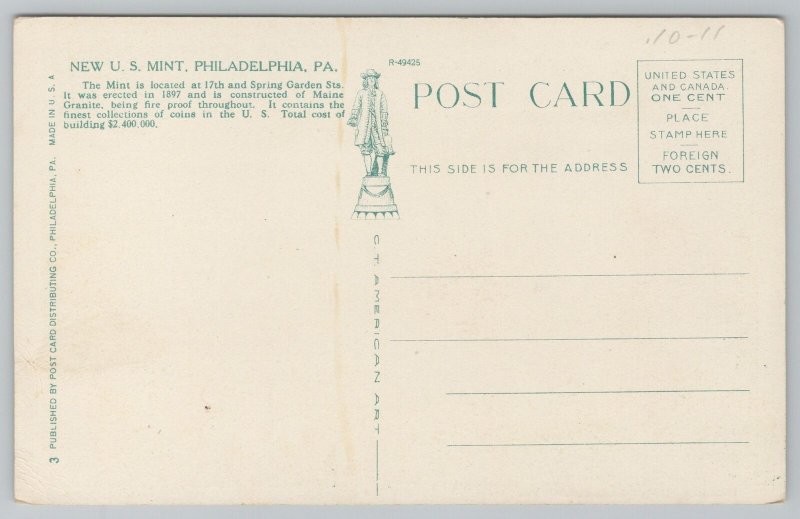 .10-11
NEW U. S. MINT, PHILADELPHIA, PA.
The Mint is located at 17th and Spring Garden Sts.
It was erected in 1897 and is constructed of Maine
Granite, being fire proof throughout. It contains the
finest collections of coins in the U. S. Total cost of
building $2,400,000.
R-49425
POST CARD
THIS SIDE IS FOR THE ADDRESS
UNITED STATES
AND CANADA
ONE CENT
PLACE
STAMP HERE
FOREIGN
TWO CENTS.
C. T. AMERICAN ART
3 PUBLISHED BY POST CARD DISTRIBUTING CO., PHILADELPHIA, PA. MADE IN U. S. A